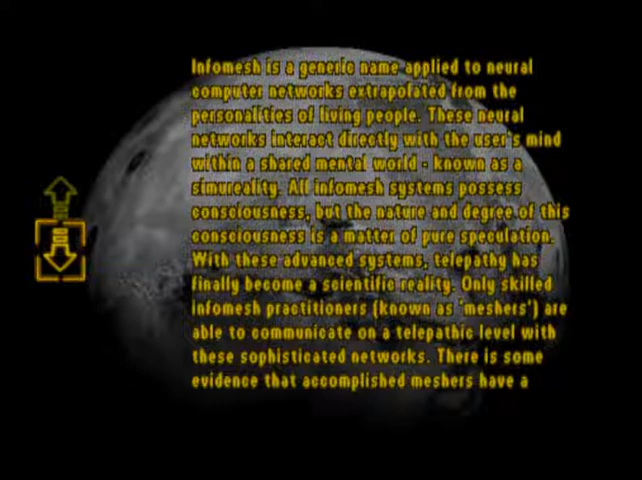 Infomesh is a generic name applied to neural
computer networks extrapolated from the
personalities of living people. These neural
networks interact directly with the user's mind
within a shared mental world - known as a
simureality. All infomesh systems possess
consciousness, but the nature and degree of this
consciousness is a matter of pure speculation.
With these advanced systems, telepathy has
finally become a scientific reality. Only skilled
infomesh practitioners (known as 'meshers') are
able to communicate on a telepathic level with
these sophisticated networks. There is some
evidence that accomplished meshers have a